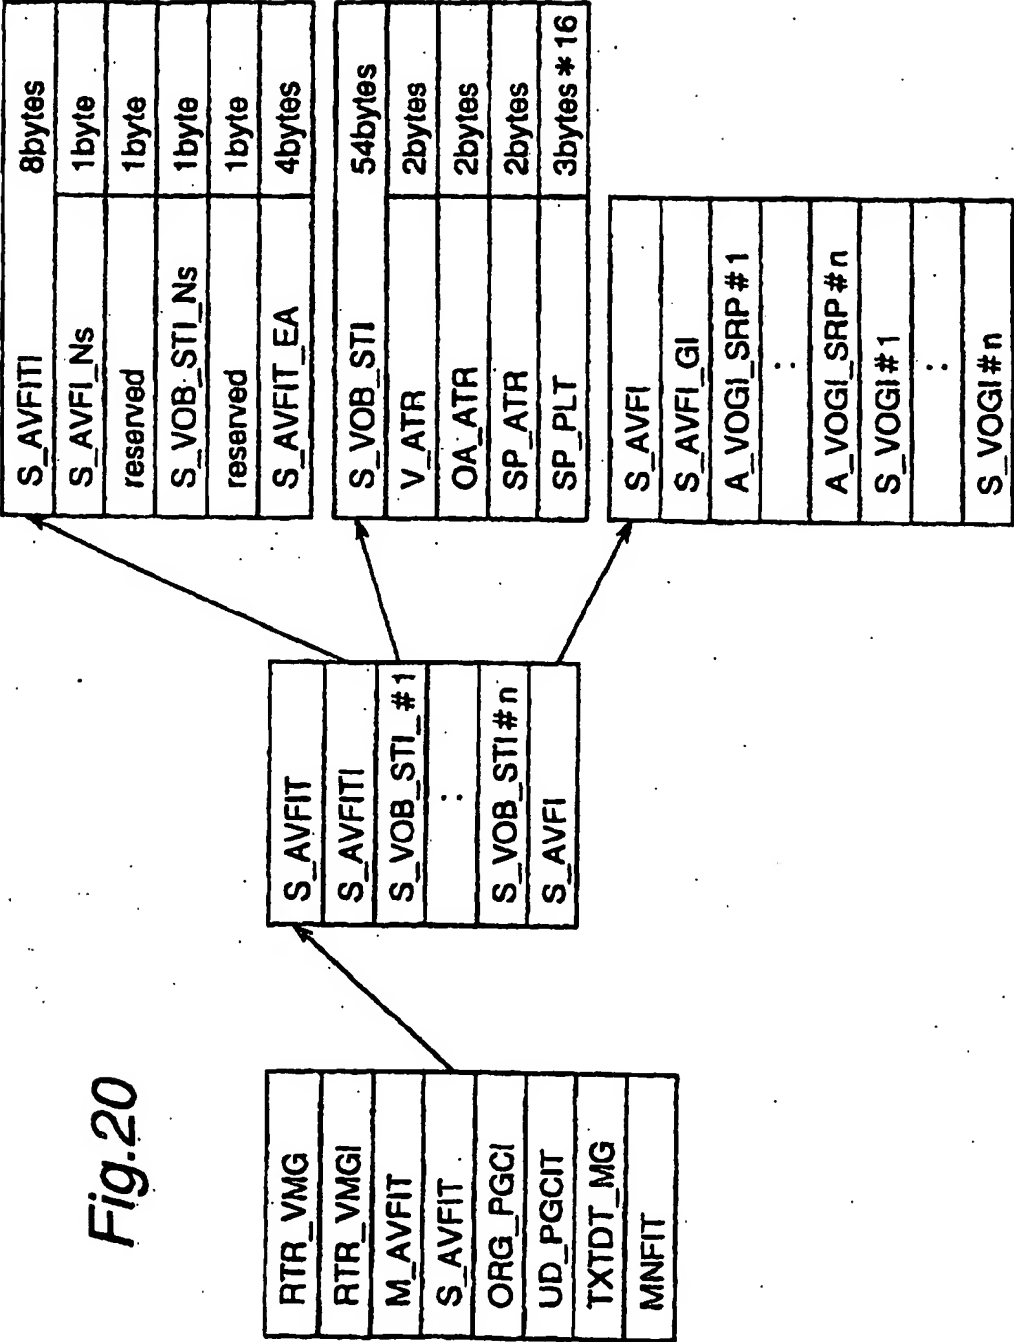 Fig.20
RTR_VMG
RTR_VMGI
M_AVFIT
S_AVFIT
ORG_PGCI
UD_PGCIT
TXTDT_MG
MNFIT
S_AVFIT
S_AVFITI
S_VOB_STI_#1
:
S_VOB_STI#n
S_AVFI
S_AVFITI 8bytes
S_AVFI_Ns 1byte
reserved 1byte
S_VOB_STI_Ns 1byte
reserved 1byte
S_AVFIT_EA 4bytes
S_VOB_STI 54bytes
V_ATR 2bytes
OA_ATR 2bytes
SP_ATR 2bytes
SP_PLT 3bytes*16
S_AVFI
S_AVFI_GI
A_VOGI_SRP#1
:
A_VOGI_SRP#n
S_VOGI#1
:
S_VOGI#n